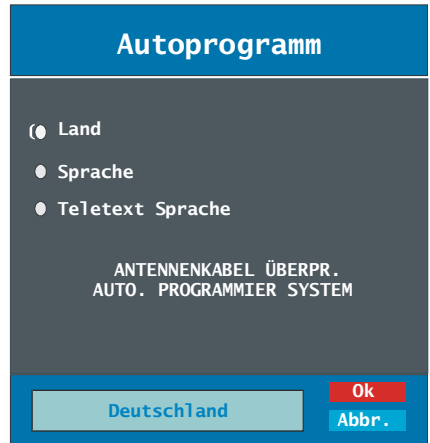 Autoprogramm
Land
Sprache
Teletext Sprache
ANTENNENKABEL ÜBERPR.
AUTO. PROGRAMMIER SYSTEM
Deutschland
Ok
Abbr.